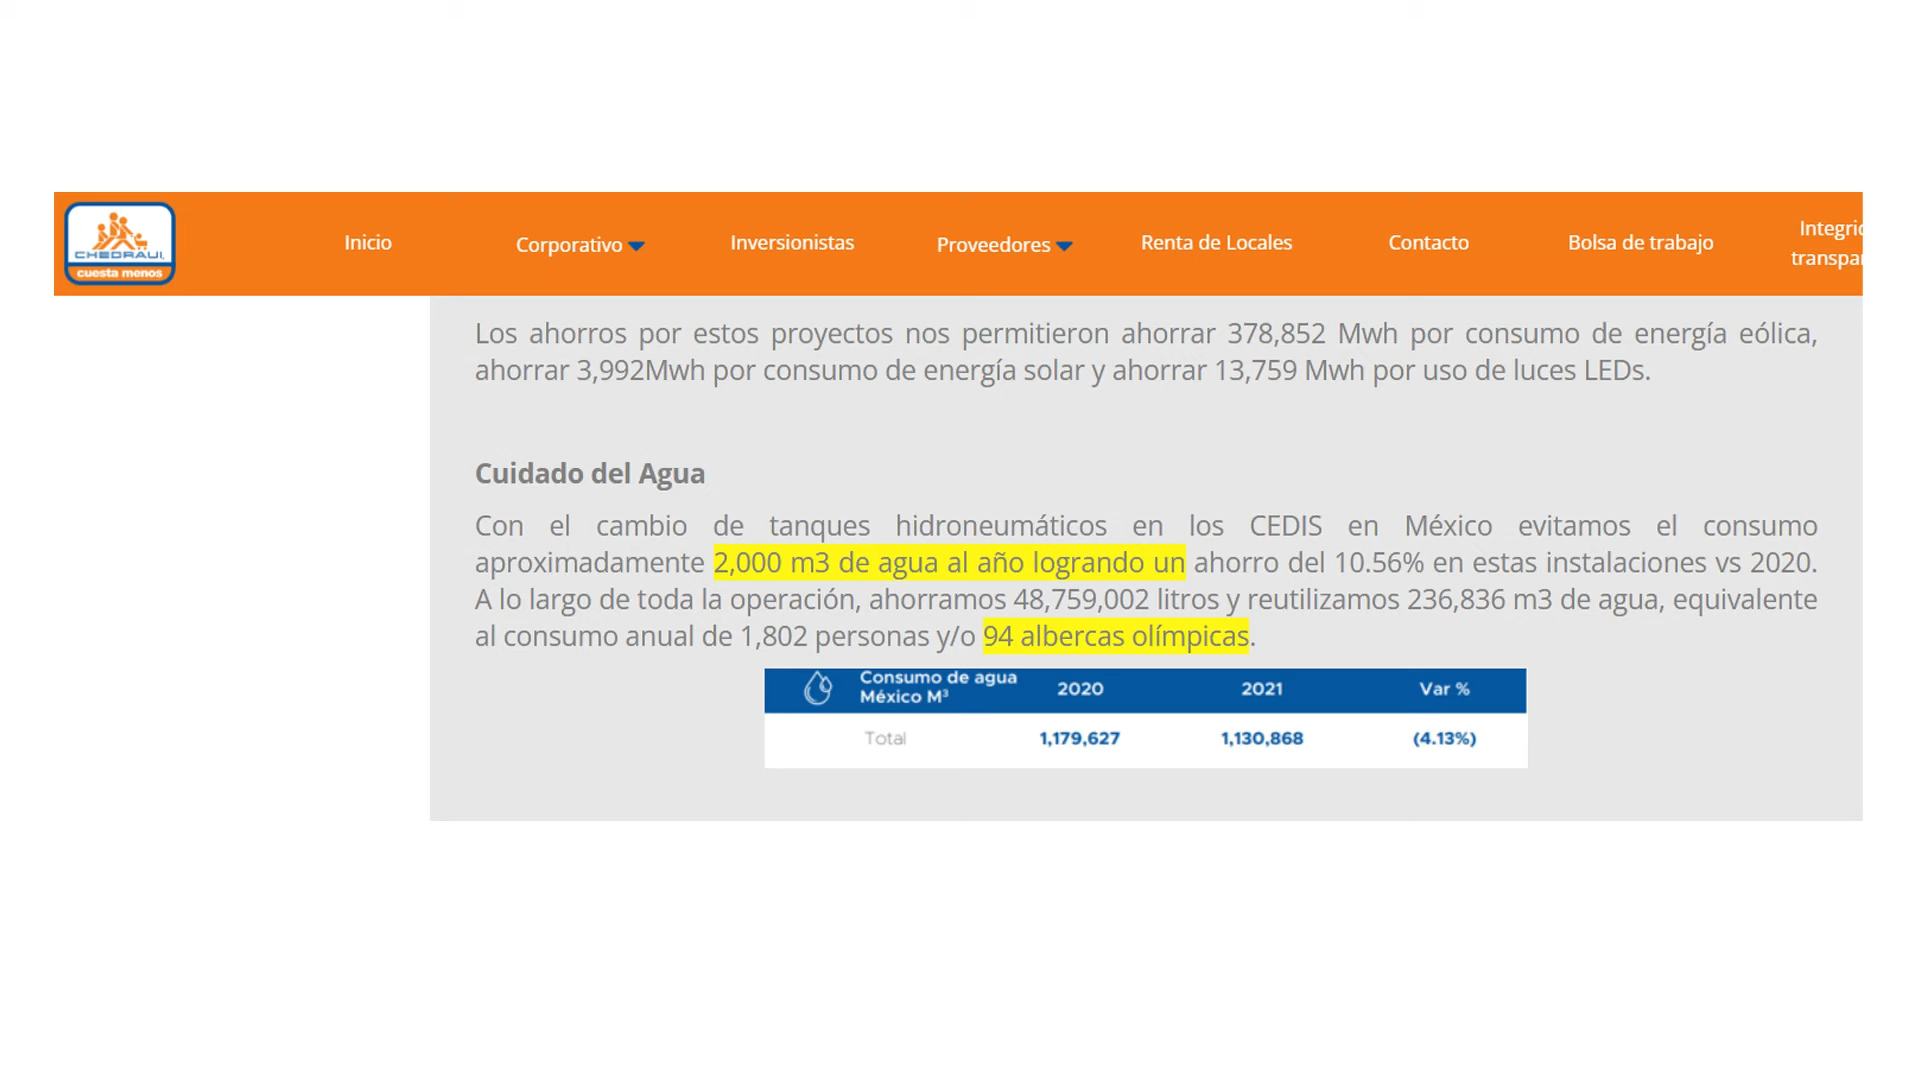 CHEDRAUI
cuesta menos
Inicio
Corporativo
Inversionistas
Proveedores
Renta de Locales
Contacto
Bolsa de trabajo
Integric
transpar
Los ahorros por estos proyectos nos permitieron ahorrar 378,852 Mwh por consumo de energía eólica,
ahorrar 3,992Mwh por consumo de energía solar y ahorrar 13,759 Mwh por uso de luces LEDs.
Cuidado del Agua
Con el cambio de tanques hidroneumáticos en los CEDIS en México evitamos el consumo
aproximadamente 2,000 m3 de agua al año logrando un ahorro del 10.56% en estas instalaciones vs 2020.
A lo largo de toda la operación, ahorramos 48,759,002 litros y reutilizamos 236,836 m3 de agua, equivalente
al consumo anual de 1,802 personas y/o 94 albercas olímpicas.
Consumo de agua
México M³
2020
2021
Var %
Total
1,179,627
1,130,868
(4.13%)